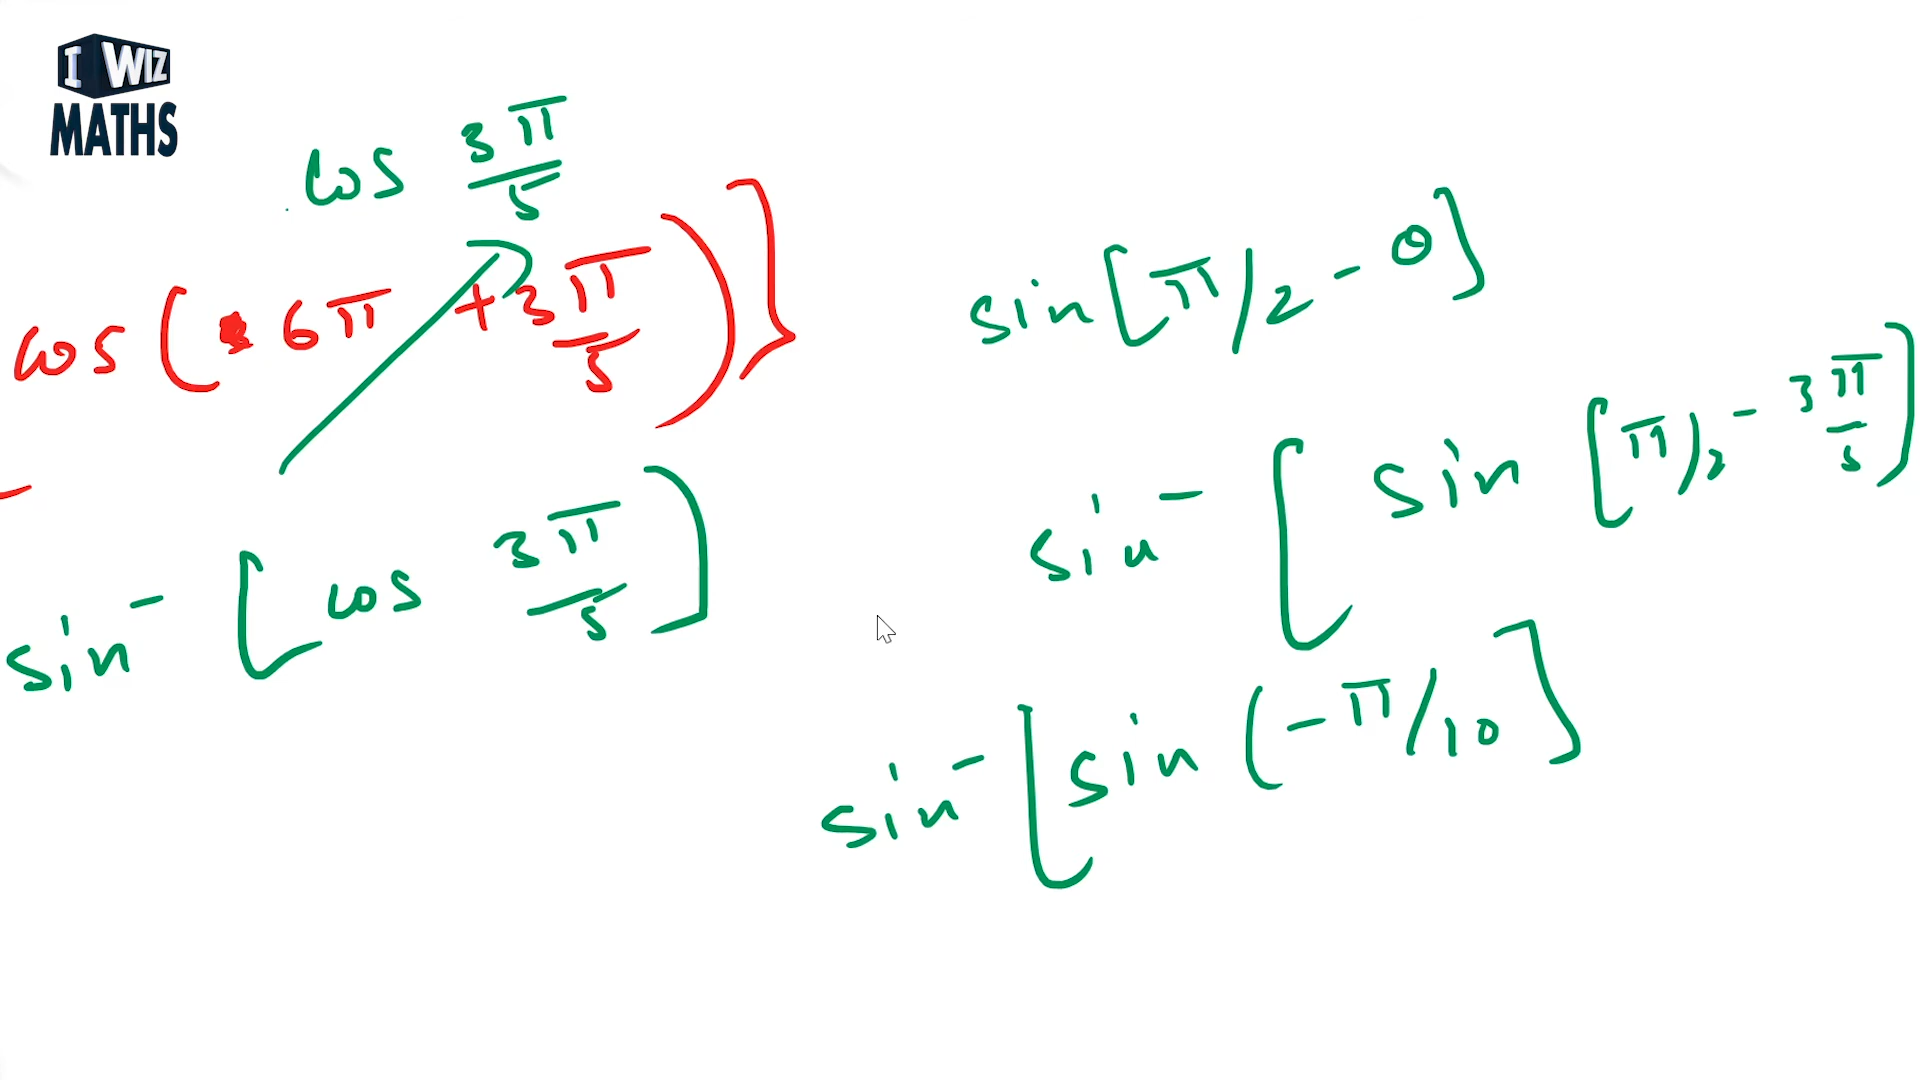 I WIZ
MATHS
cos 3π/5
cos (6π + 3π/5)}
sin⁻ [cos 3π/5]
sin[π/2 - θ]
sin⁻ [sin [π/2 - 3π/5]
sin⁻ [sin (-π/10]